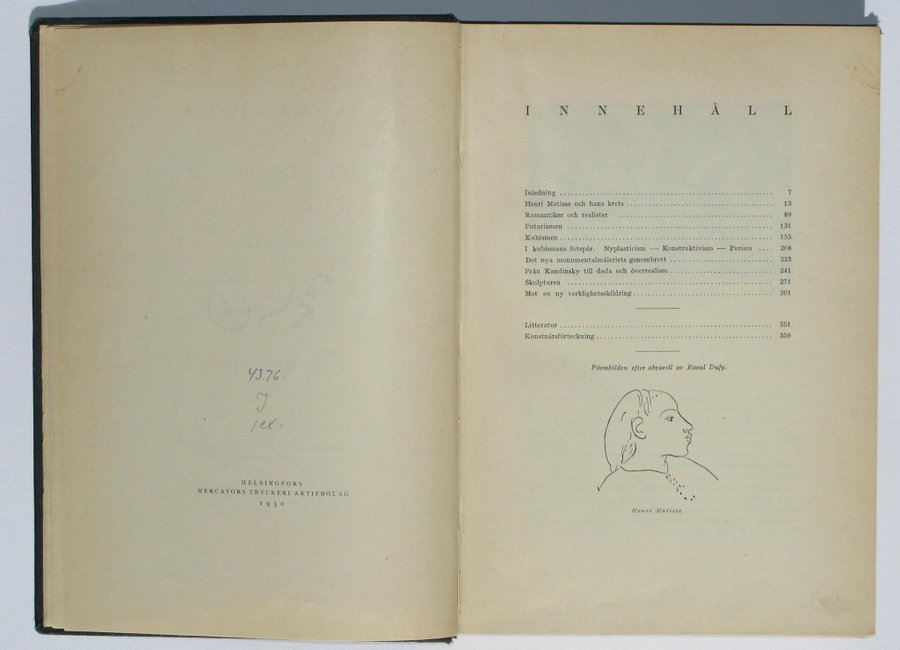 43.76.
J
ex.
HELSINGFORS
MERCATORS TRYCKERI AKTIEBOLAG
1930
INNEHÅLL
Inledning ........ 7
Henri Matisse och hans krets ........ 13
Romantiker och realister ........ 89
Futurismen ........ 131
Kubismen ........ 155
I kubismens fotspår. Nyplasticism — Konstruktivism — Purism .... 208
Det nya monumentalmåleriets genombrott ........ 223
Från Kandinsky till dada och överrealism ........ 241
Skulpturen ........ 271
Mot en ny verklighetsskildring ........ 301
Litteratur ........ 351
Konstnärsförteckning ........ 359
Pärmbilden efter akvarell av Raoul Dufy.
Henri Matisse.